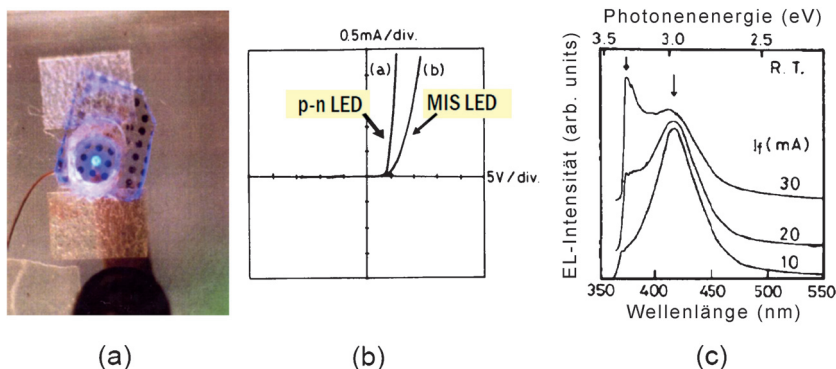 0.5mA/div.
(a)
(b)
p-n LED
MIS LED
5V/div.
Photonenenergie (eV)
3.5
3.0
2.5
R. T.
If (mA)
30
20
10
EL-Intensität (arb. units)
350
400
450
500
550
Wellenlänge (nm)
(a)
(b)
(c)